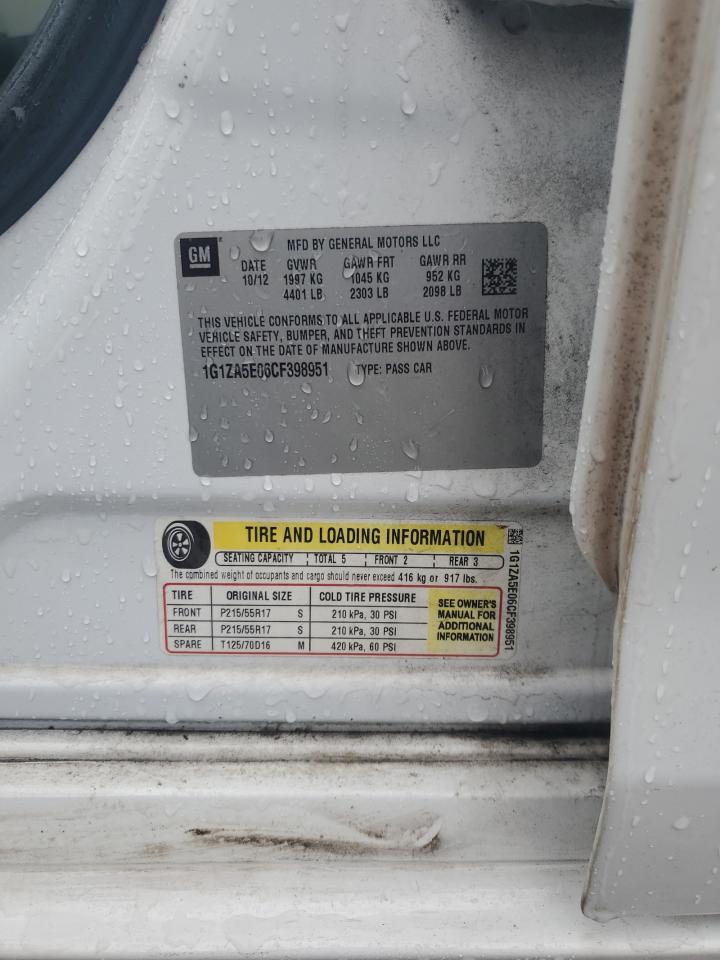 GM
MFD BY GENERAL MOTORS LLC
DATE GVWR GAWR FRT GAWR RR
10/12 1997 KG 1045 KG 952 KG
4401 LB 2303 LB 2098 LB
THIS VEHICLE CONFORMS TO ALL APPLICABLE U.S. FEDERAL MOTOR
VEHICLE SAFETY, BUMPER, AND THEFT PREVENTION STANDARDS IN
EFFECT ON THE DATE OF MANUFACTURE SHOWN ABOVE.
1G1ZA5E06CF398951 TYPE: PASS CAR
TIRE AND LOADING INFORMATION
SEATING CAPACITY TOTAL 5 FRONT 2 REAR 3
The combined weight of occupants and cargo should never exceed 416 kg or 917 lbs.
TIRE ORIGINAL SIZE COLD TIRE PRESSURE
FRONT P215/55R17 S 210 kPa, 30 PSI
REAR P215/55R17 S 210 kPa, 30 PSI
SPARE T125/70D16 M 420 kPa, 60 PSI
SEE OWNER'S
MANUAL FOR
ADDITIONAL
INFORMATION
1G1ZA5E06CF398951